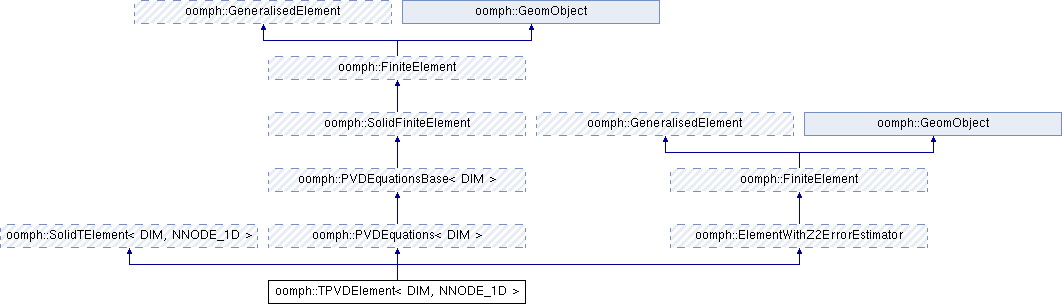 oomph::GeneralisedElement
oomph::GeomObject
oomph::FiniteElement
oomph::SolidFiniteElement
oomph::GeneralisedElement
oomph::GeomObject
oomph::PVDEquationsBase< DIM >
oomph::FiniteElement
oomph::SolidTElement< DIM, NNODE_1D >
oomph::PVDEquations< DIM >
oomph::ElementWithZ2ErrorEstimator
oomph::TPVDElement< DIM, NNODE_1D >